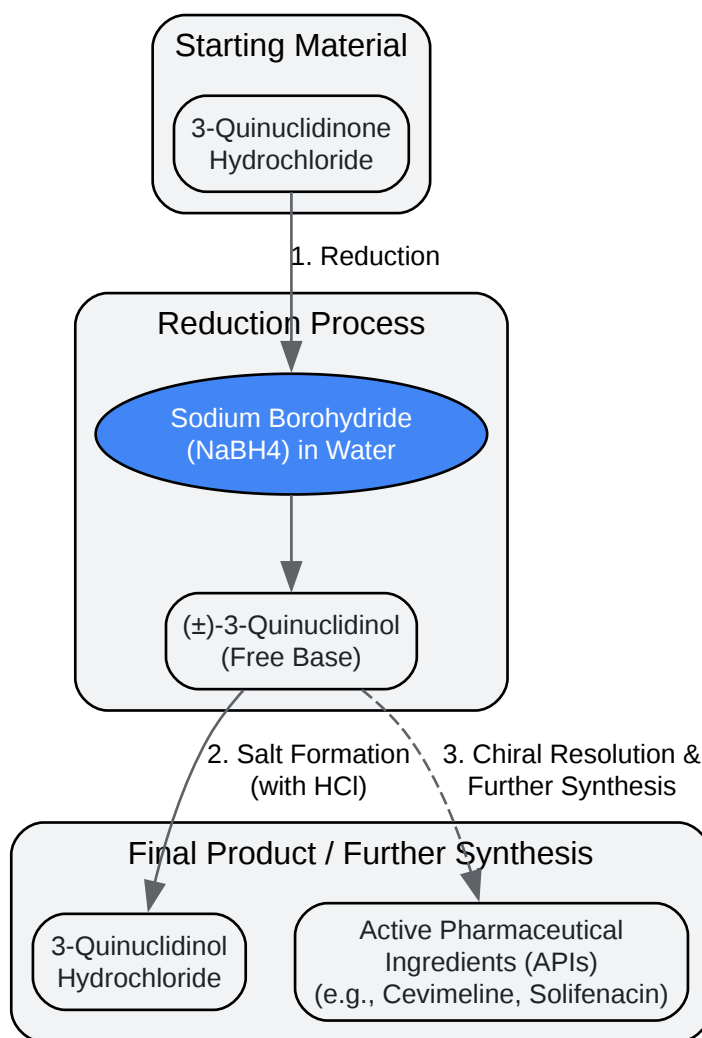 Starting Material
3-Quinuclidinone
Hydrochloride
1. Reduction
Reduction Process
Sodium Borohydride
(NaBH4) in Water
(±)-3-Quinuclidinol
(Free Base)
2. Salt Formation
(with HCl)
3. Chiral Resolution &
Further Synthesis
Final Product / Further Synthesis
3-Quinuclidinol
Hydrochloride
Active Pharmaceutical
Ingredients (APIs)
(e.g., Cevimeline, Solifenacin)